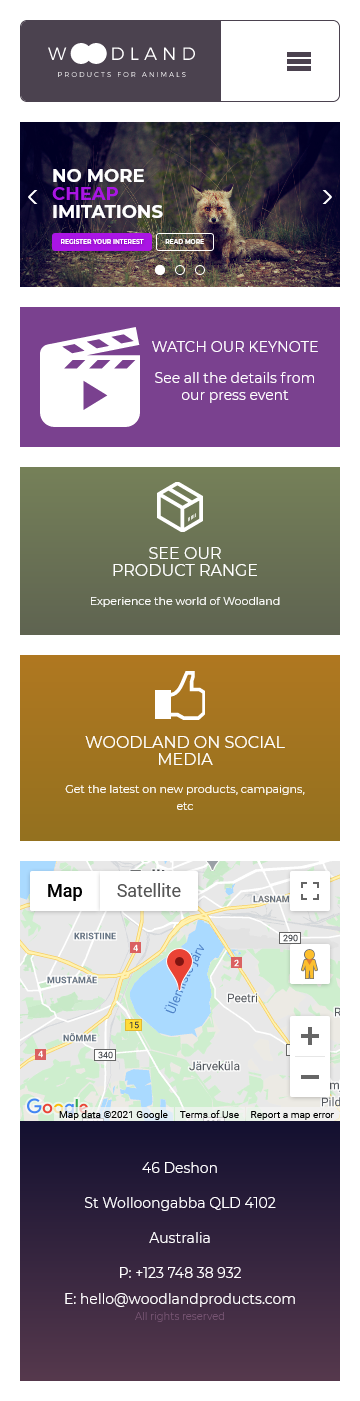 WOODLAND
PRODUCTS FOR ANIMALS
NO MORE
CHEAP
IMITATIONS
REGISTER YOUR INTEREST READ MORE
WATCH OUR KEYNOTE
See all the details from
our press event
SEE OUR
PRODUCT RANGE
Experience the world of Woodland
WOODLAND ON SOCIAL
MEDIA
Get the latest on new products, campaigns,
etc
Map Satellite
LASNAM
KRISTIINE
290
4
2
MUSTAMÄE
Ülemiste järv
Peetri
15
NÕMME
4
340
Järveküla
Pild
Google
Map data ©2021 Google Terms of Use Report a map error
46 Deshon
St Wolloongabba QLD 4102
Australia
P: +123 748 38 932
E: hello@woodlandproducts.com
All rights reserved